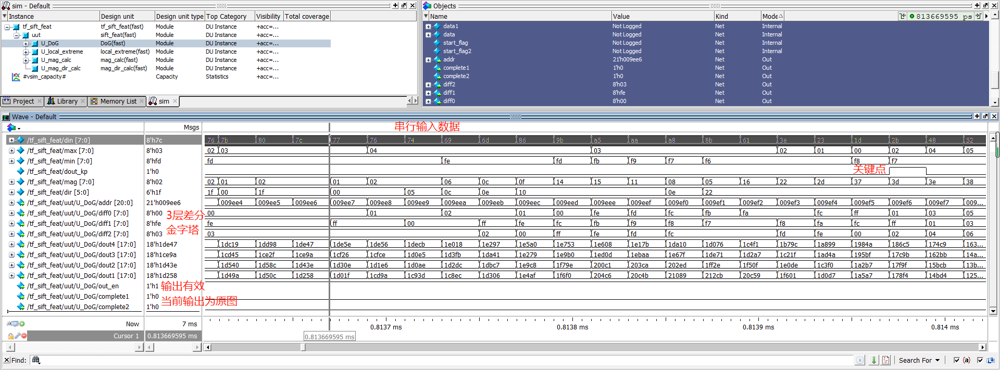 sim - Default
Instance Design unit Design unit type Top Category Visibility Total coverage
tf_sift_feat tf_sift_feat(fast) Module DU Instance +acc=...
uut sift_feat(fast) Module DU Instance +acc=...
U_DoG DoG(fast) Module DU Instance +acc=...
U_local_extreme local_extreme(fast) Module DU Instance +acc=...
U_mag_calc mag_calc(fast) Module DU Instance +acc=...
U_mag_dir_calc mag_dir_calc(fast) Module DU Instance +acc=...
#vsim_capacity# Capacity Statistics +acc=...
Project Library Memory List sim
Objects
Name Value Kind Mode 813669595 ps
data1 Not Logged Net Internal
data Not Logged Net Internal
start_flag Not Logged Net Internal
start_flag2 Not Logged Net Internal
addr 21'h009ee6 Net Out
complete1 1'h0 Net Out
complete2 1'h0 Net Out
diff2 8'h03 Net Out
diff1 8'hfe Net Out
diff0 8'h00 Net Out
Wave - Default
Msgs 串行输入数据
/tf_sift_feat/din [7:0] 8'h7c 76 7b 80 7c 77 76 74 69 6d 86 9b a5 aa a8 8b 61 3e 23 1d 2b 48 52
/tf_sift_feat/max [7:0] 8'h03 02 03 04 03 02 01 00 02 04 05
/tf_sift_feat/min [7:0] 8'hfd fd fe fd fb f9 f7 f6 f8 f7
/tf_sift_feat/dout_kp 1'h0 关键点
/tf_sift_feat/mag [7:0] 8'h02 02 01 02 01 02 06 0c 0f 14 15 11 08 05 16 22 2d 37 3d 3e 38
/tf_sift_feat/dir [5:0] 6'h1f 1f 00 1f 00 05 0c 0e 10 0e 22
/tf_sift_feat/uut/U_DoG/addr [20:0] 21'h009ee6 009ee4 009ee5 009ee6 009ee7 009ee8 009ee9 009eea 009eeb 009eec 009eed 009eee 009eef 009ef0 009ef1 009ef2 009ef3 009ef4 009ef5 009ef6 009ef7 009...
/tf_sift_feat/uut/U_DoG/diff0 [7:0] 8'h00 3层差分 00 01 02 01 00 fe fd fc fb fa fc ff 01 03 05
/tf_sift_feat/uut/U_DoG/diff1 [7:0] 8'hfe 金字塔 fe ff 00 ff fe fc fb f9 f8 f7 f8 fa fc ff 01 03
/tf_sift_feat/uut/U_DoG/diff2 [7:0] 8'h03 03 02 00 ff fe fd fc fd fe 00 02 04 06
/tf_sift_feat/uut/U_DoG/dout4 [17:0] 18'h1de47 1dc19 1dd98 1de47 1de5e 1de56 1decb 1e018 1e297 1e5a0 1e753 1e608 1e17b 1da10 1d076 1c4f1 1b79c 1a899 1984a 186c5 174c9 163...
/tf_sift_feat/uut/U_DoG/dout3 [17:0] 18'h1ce9a 1cd45 1ce2f 1ce9a 1cf26 1cfce 1d0e5 1d3fb 1da41 1e279 1e9b0 1ed0d 1ebaa 1e67f 1de71 1d2a7 1c21f 1ad4a 195bf 17c9b 162bb 14a...
/tf_sift_feat/uut/U_DoG/dout2 [17:0] 18'h1d43e 1d540 1d58c 1d43e 1d30e 1d1e6 1d0ae 1d2dc 1dbc7 1e9c8 1f79e 200c1 203ca 202ed 1ff2e 1f50f 1e0de 1c3f0 1a2b7 17f9f 15bcb 13b...
/tf_sift_feat/uut/U_DoG/dout1 [17:0] 18'h1d258 1d49a 1d50c 1d258 1d01f 1cd9a 1c93d 1c8ec 1d306 1e4af 1f6f0 204c6 20c4b 21089 212cb 20c59 1f601 1d0d7 1a5a7 178f4 14bd4 125...
/tf_sift_feat/uut/U_DoG/out_en 1'h1 输出有效
/tf_sift_feat/uut/U_DoG/complete1 1'h0 当前输出为原图
/tf_sift_feat/uut/U_DoG/complete2 1'h0
Now 7 ms 0.8137 ms 0.8138 ms 0.8139 ms 0.814 ms
Cursor 1 0.813669595 ms 0.813669595 ms
Find: Search For {a}